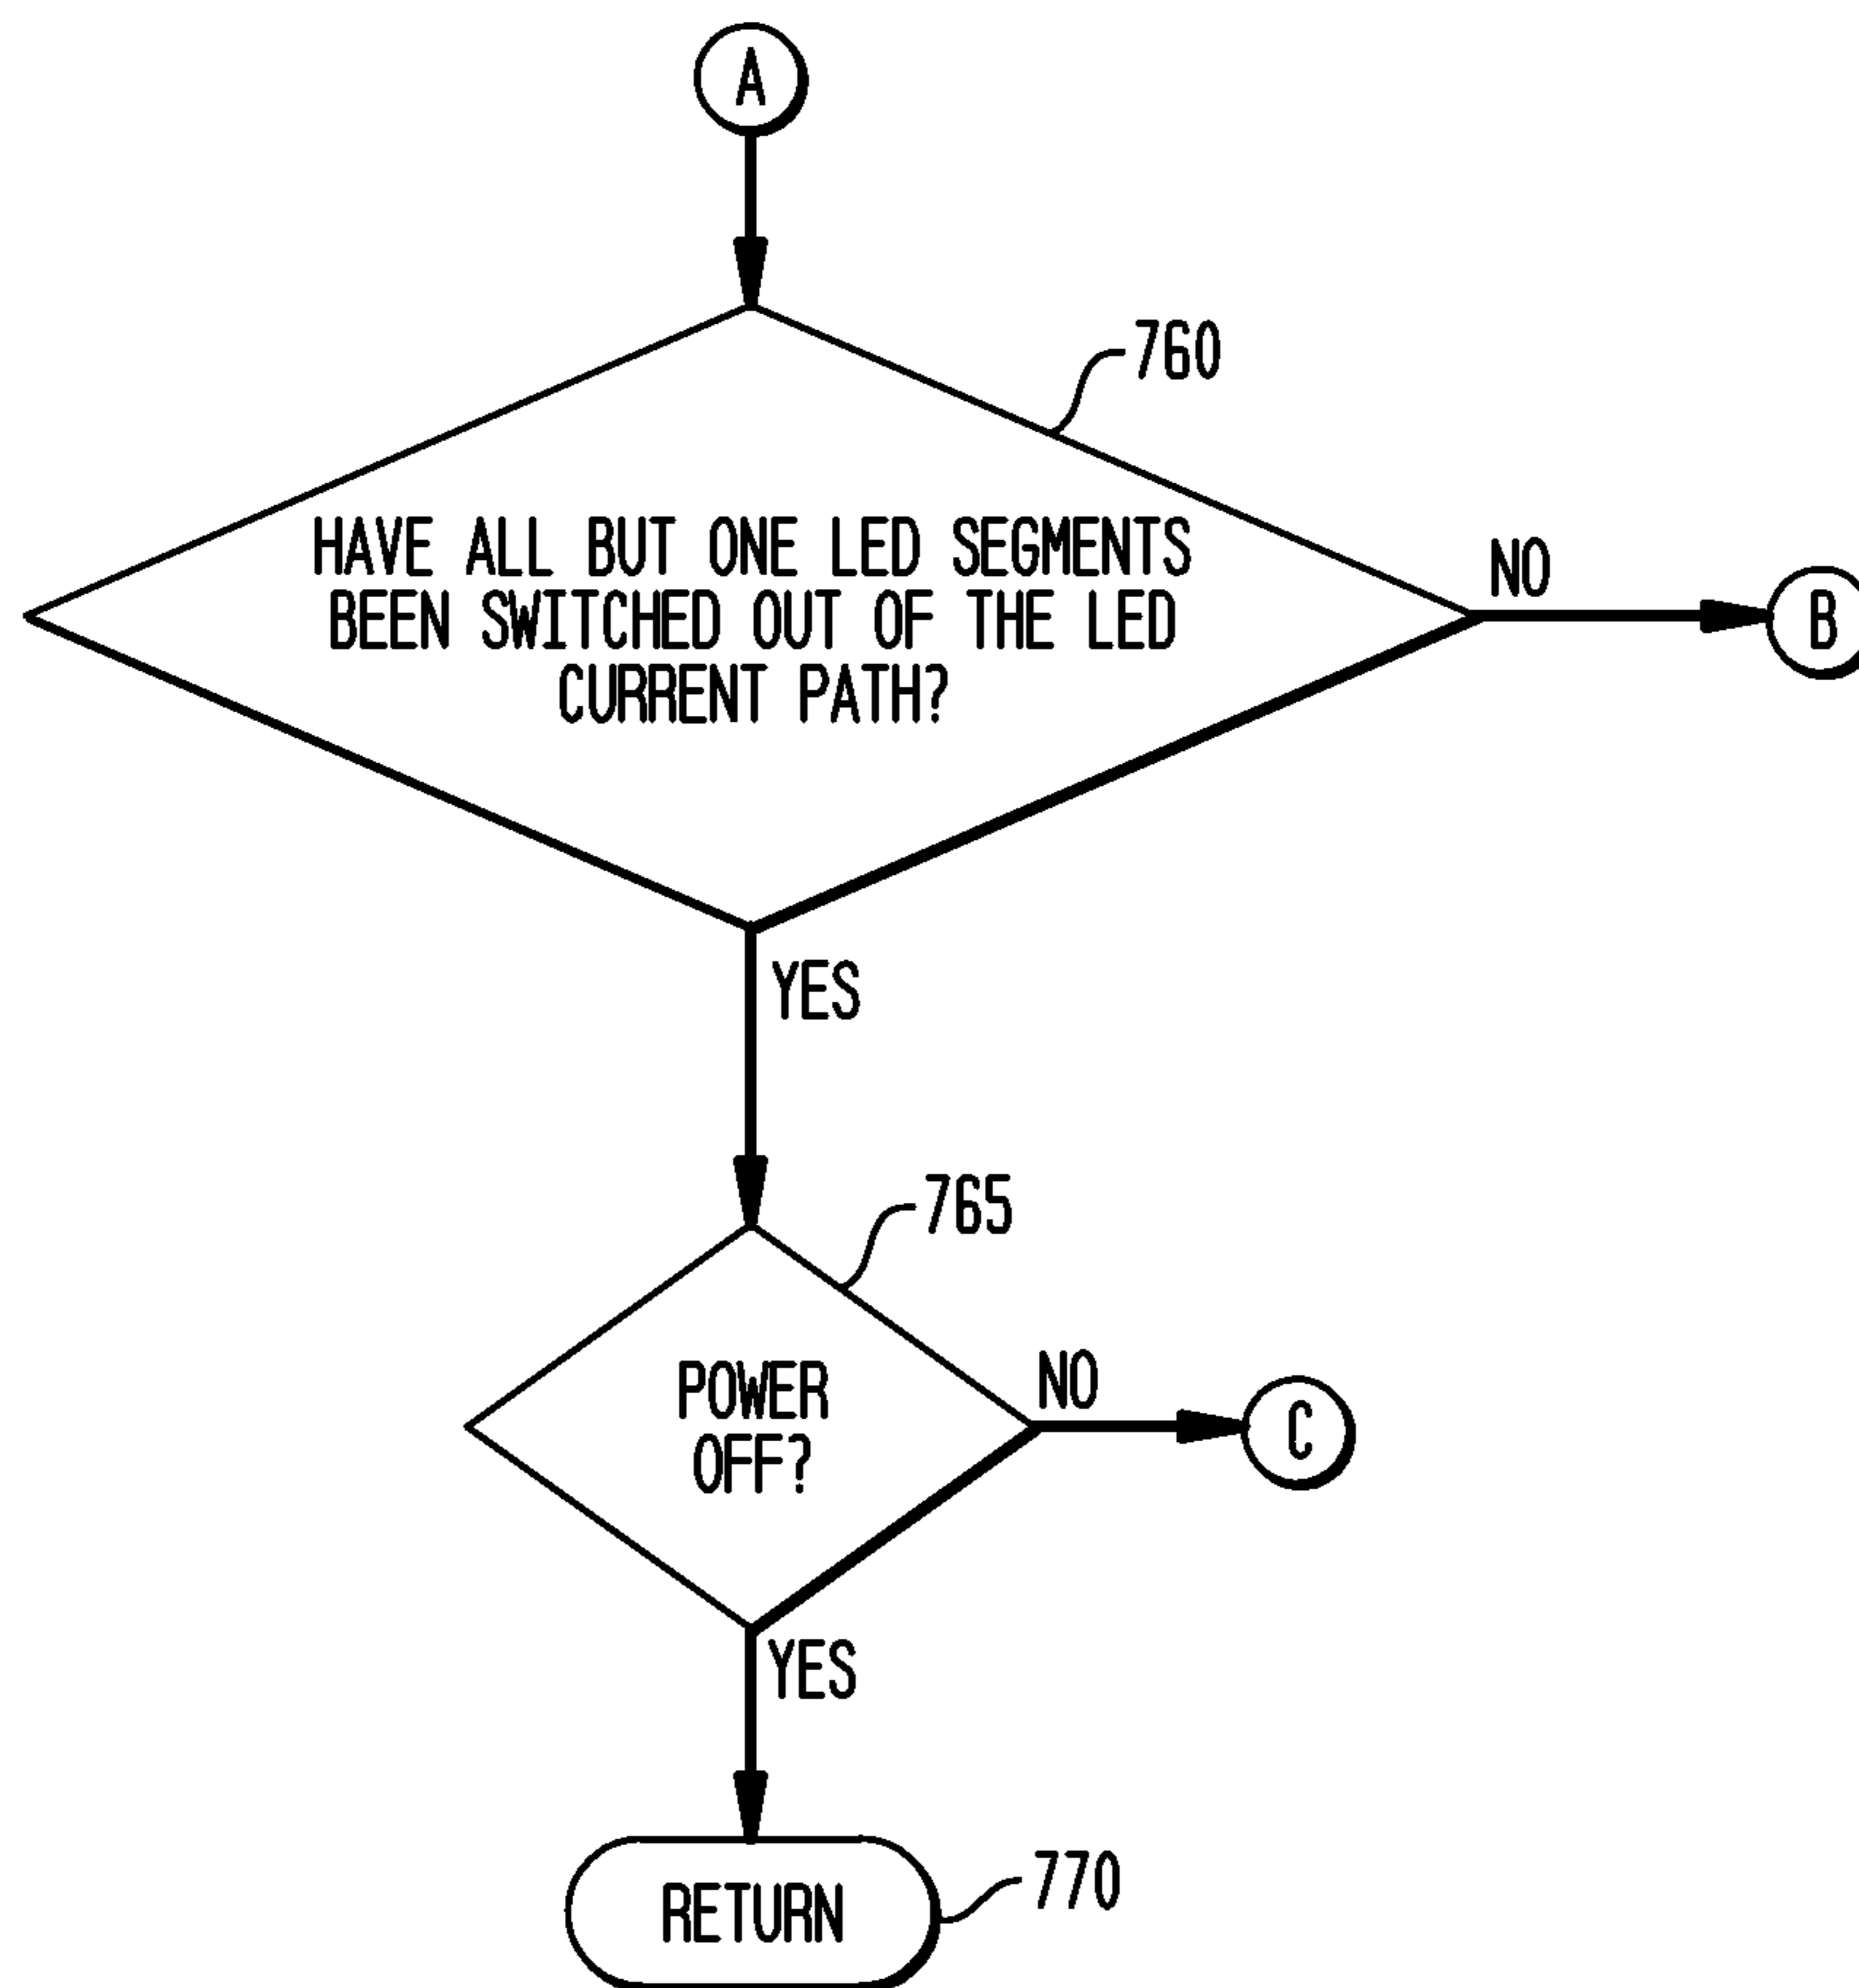 A
760
HAVE ALL BUT ONE LED SEGMENTS
BEEN SWITCHED OUT OF THE LED
CURRENT PATH?
NO
B
YES
765
POWER
OFF?
NO
C
YES
RETURN
770